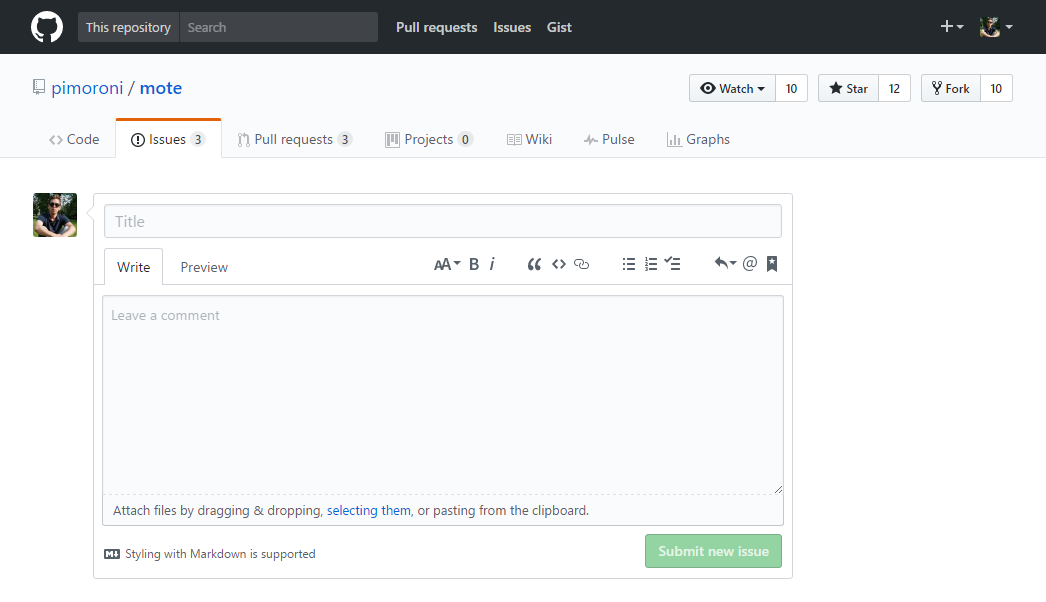 This repository Search Pull requests Issues Gist
pimoroni / mote Watch 10 Star 12 Fork 10
Code Issues 3 Pull requests 3 Projects 0 Wiki Pulse Graphs
Title
Write Preview AA B i “ @
Leave a comment
Attach files by dragging & dropping, selecting them, or pasting from the clipboard.
M Styling with Markdown is supported Submit new issue